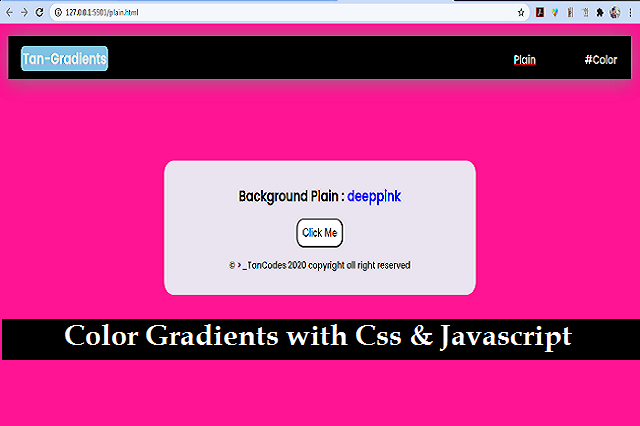 127.0.0.1:5501/plain.html
Tan-Gradients
Plain
#Color
Background Plain : deeppink
Click Me
© >_TanCodes 2020 copyright all right reserved
Color Gradients with Css & Javascript